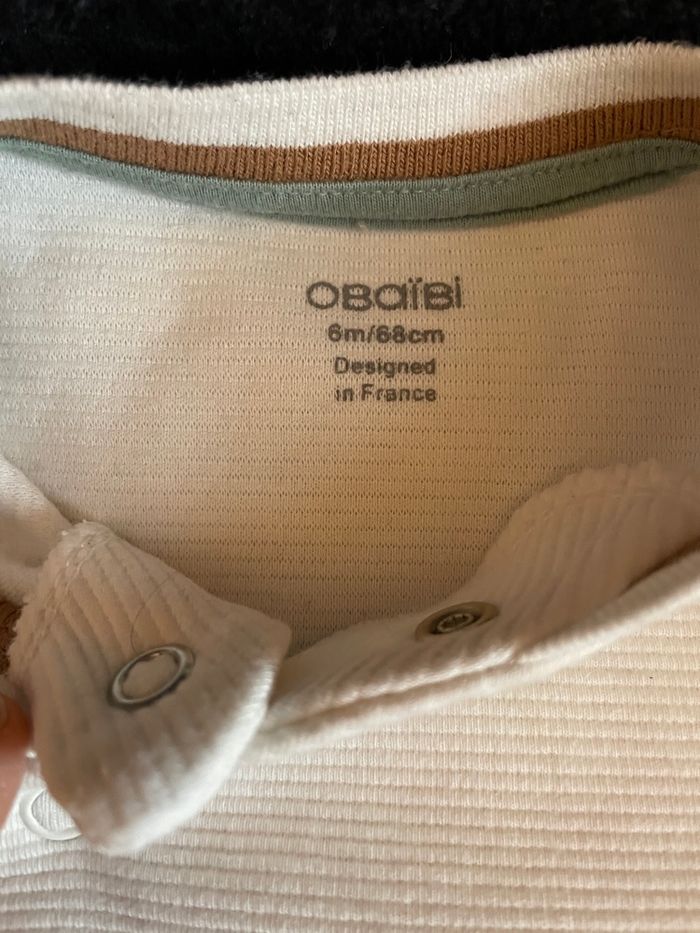 OBaïBi
6m/68cm
Designed
in France